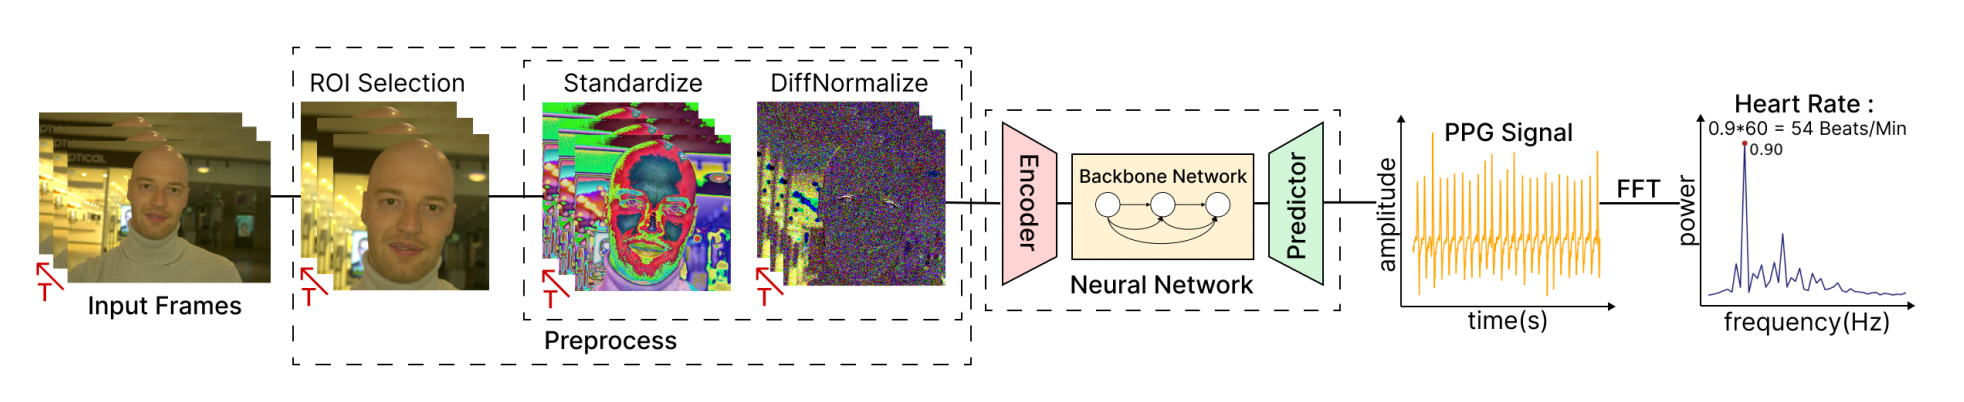 ROI Selection
Standardize
DiffNormalize
OTICAL
T
Input Frames
T
T
T
Preprocess
Encoder
Backbone Network
Predictor
Neural Network
PPG Signal
amplitude
time(s)
FFT
Heart Rate :
0.9*60 = 54 Beats/Min
0.90
power
frequency(Hz)